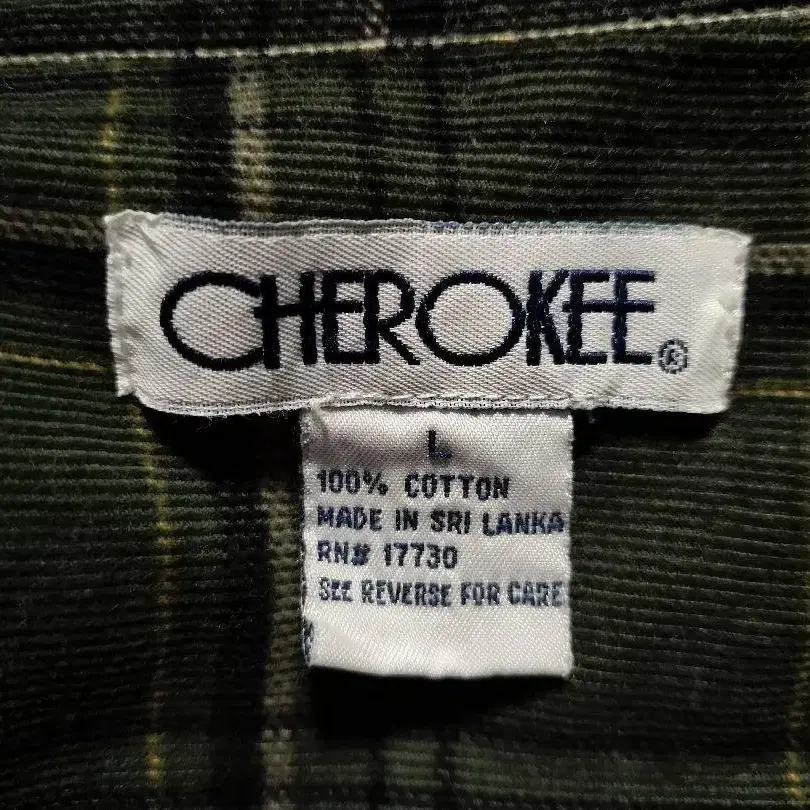 CHEROKEE®
L
100% COTTON
MADE IN SRI LANKA
RN# 17730
SEE REVERSE FOR CARE